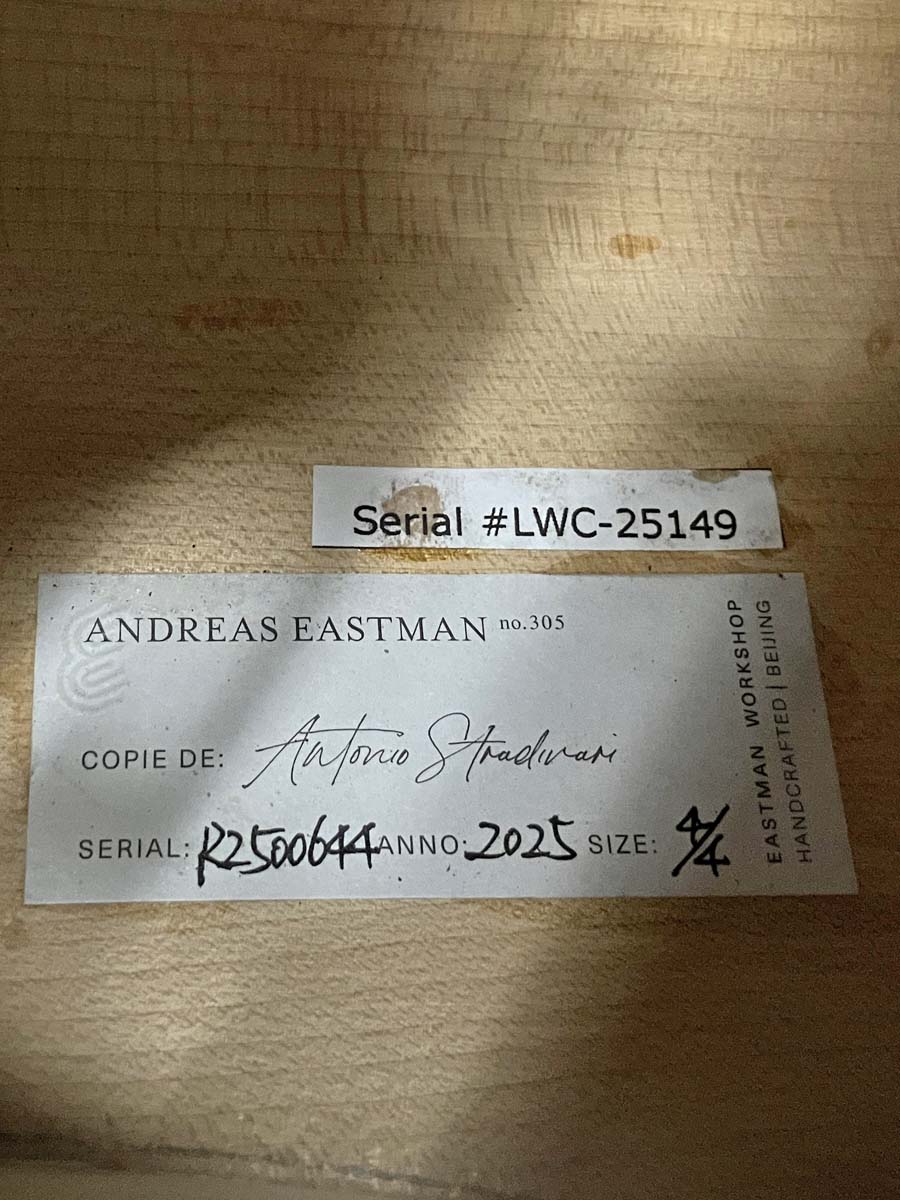 Serial #LWC-25149
ANDREAS EASTMAN no.305
COPIE DE: Antonio Stradivari
SERIAL: R2500644 ANNO: 2025 SIZE: 4/4
EASTMAN WORKSHOP
HANDCRAFTED | BEIJING